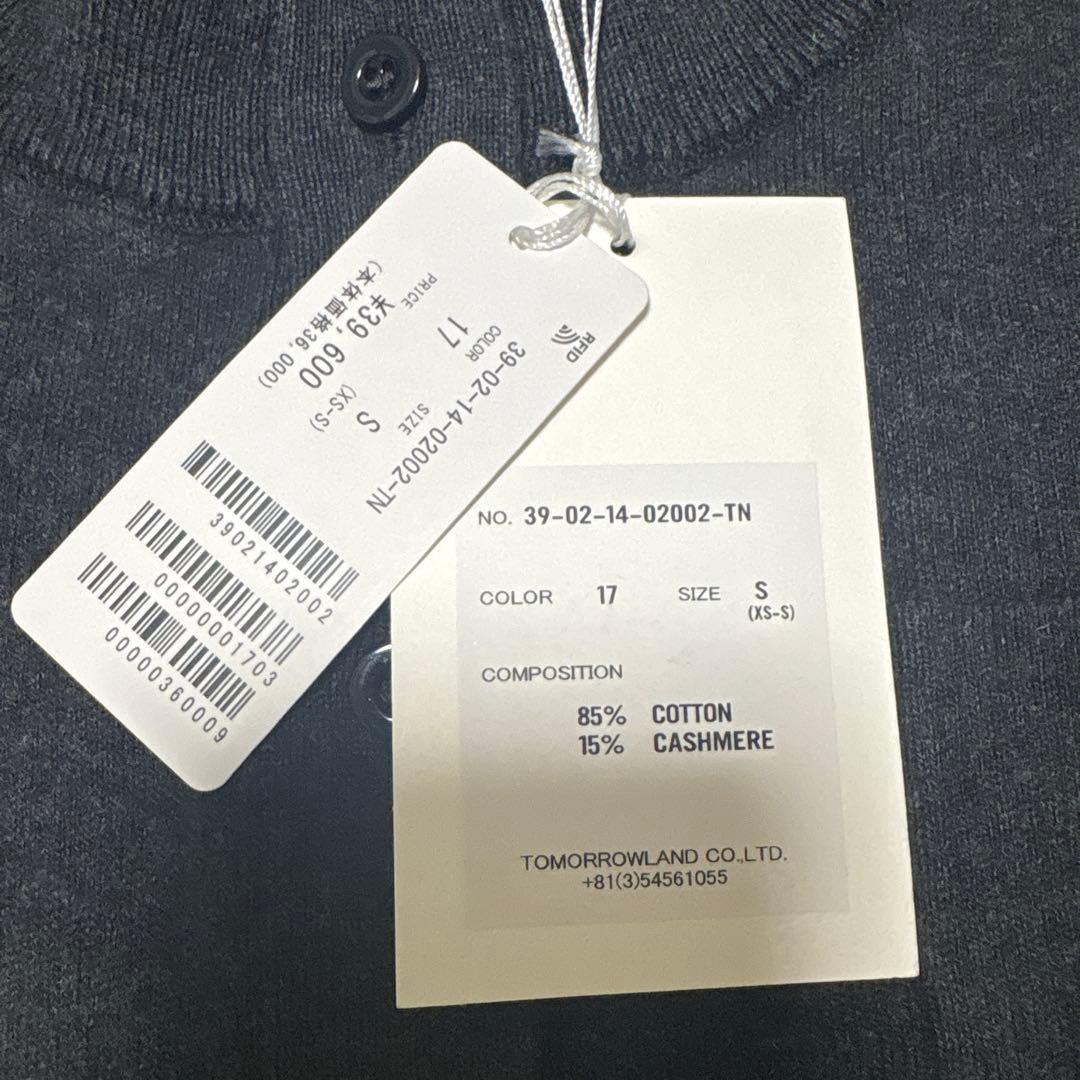 RFID
39-02-14-02002-TN
COLOR
SIZE
17
S
(XS-S)
PRICE
¥39,600
(本体価格36,000)
39021402002
0000001703
00000360009
NO. 39-02-14-02002-TN
COLOR 17 SIZE S
(XS-S)
COMPOSITION
85% COTTON
15% CASHMERE
TOMORROWLAND CO.,LTD.
+81(3)54561055